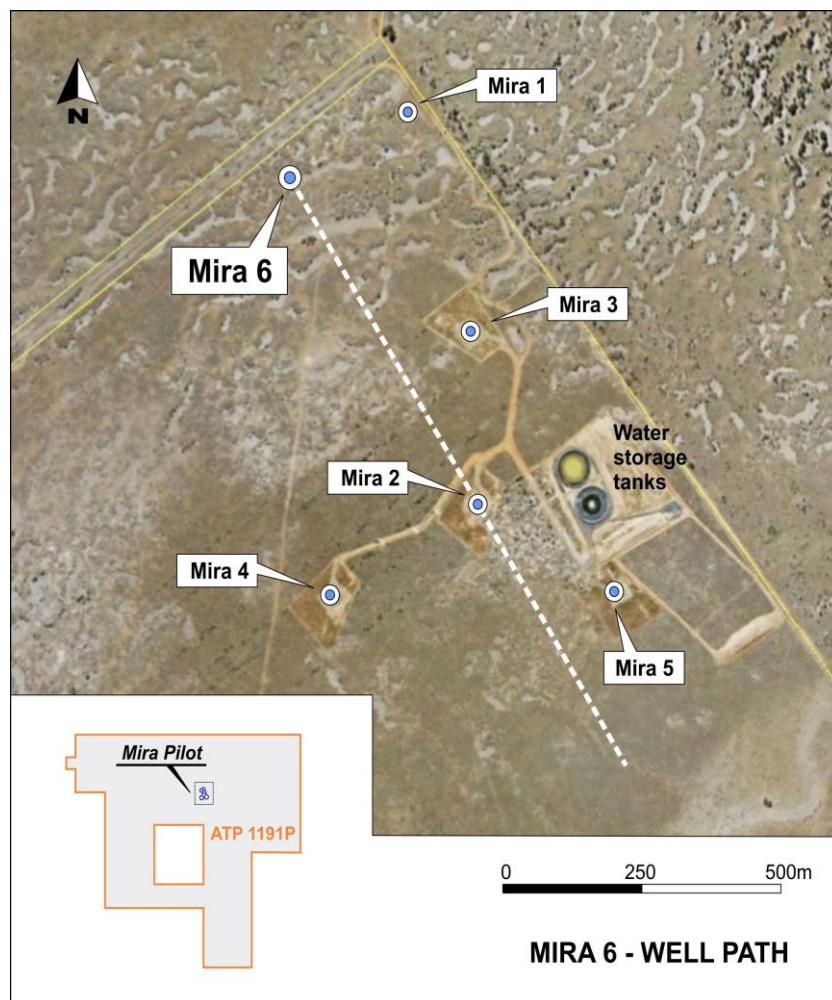 Mira 1
N
Mira 6
Mira 3
Water
storage
tanks
Mira 2
Mira 4
Mira 5
Mira Pilot
ATP 1191P
0 250 500m
MIRA 6 - WELL PATH